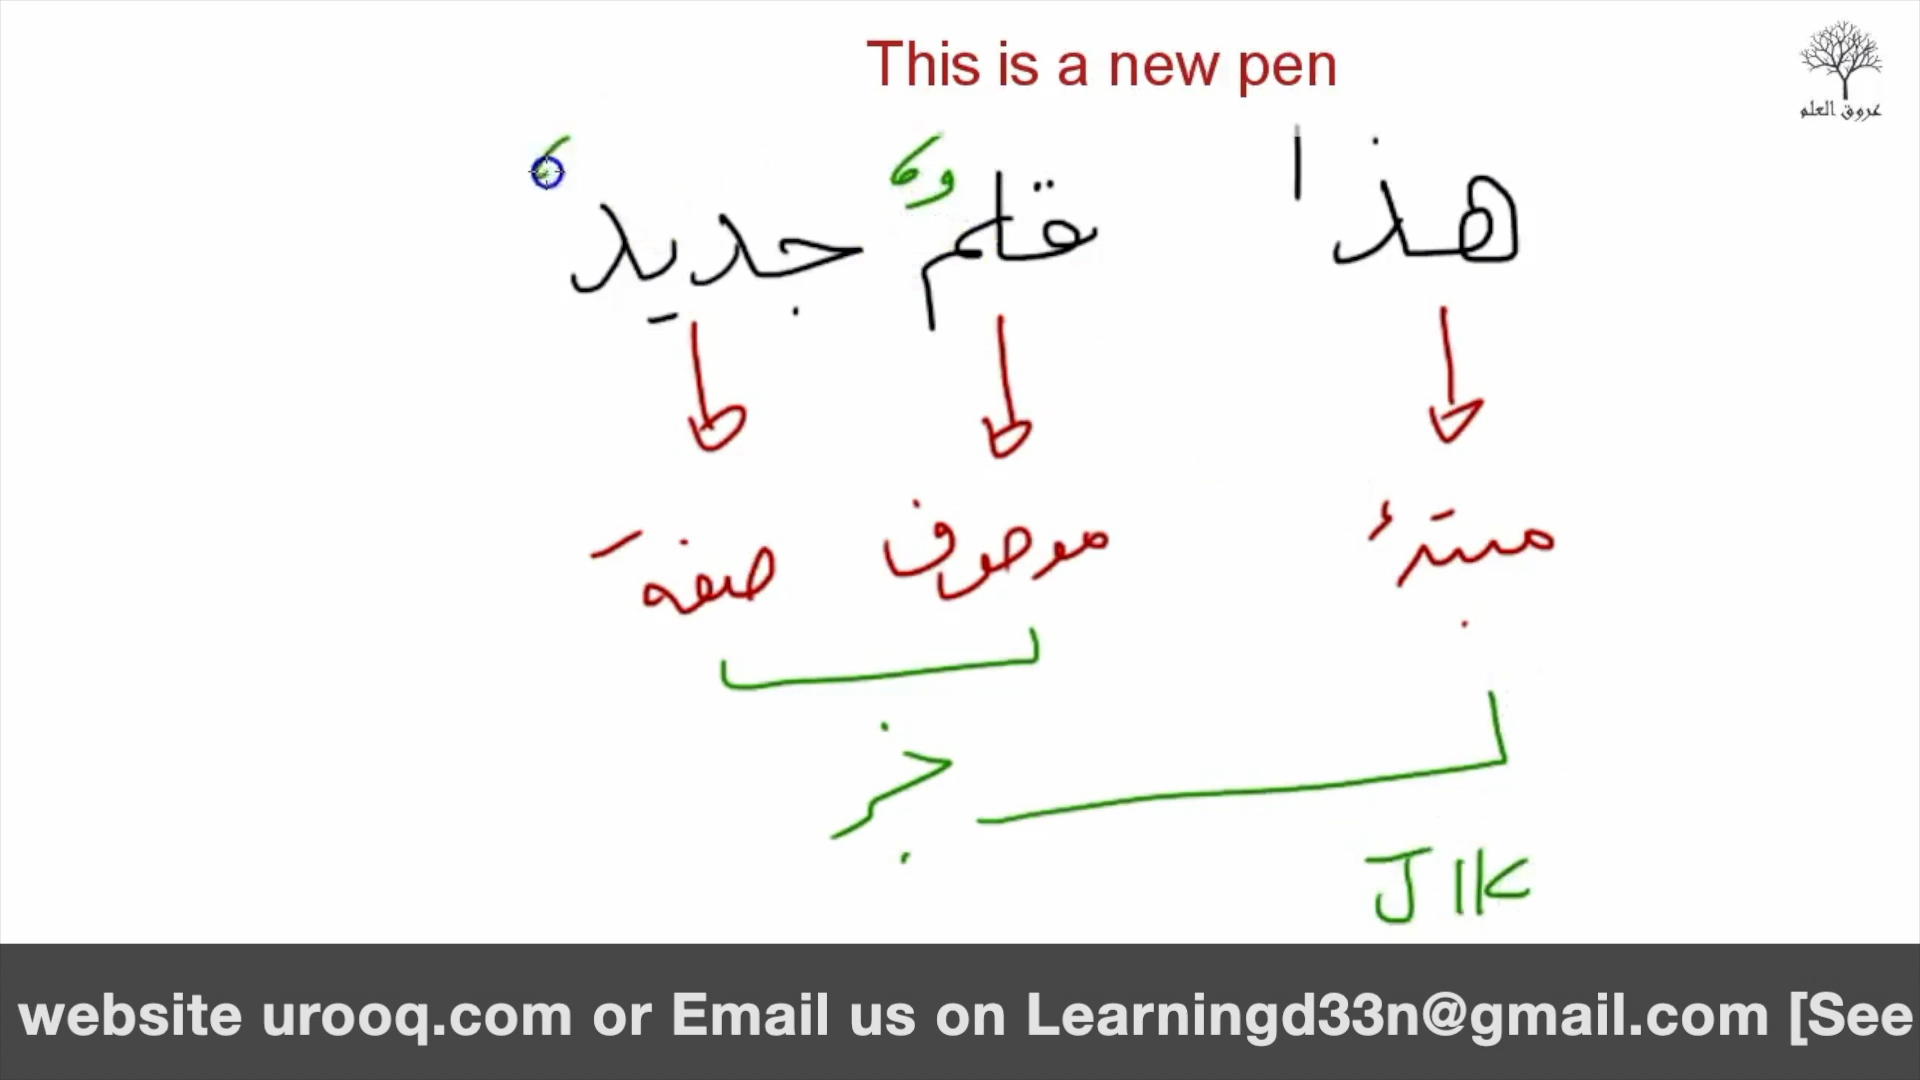 This is a new pen
عروق العلم
هذا قلمٌ جديد
مبتدأ موصوف صفة
خبر
JIK
website urooq.com or Email us on Learningd33n@gmail.com [See